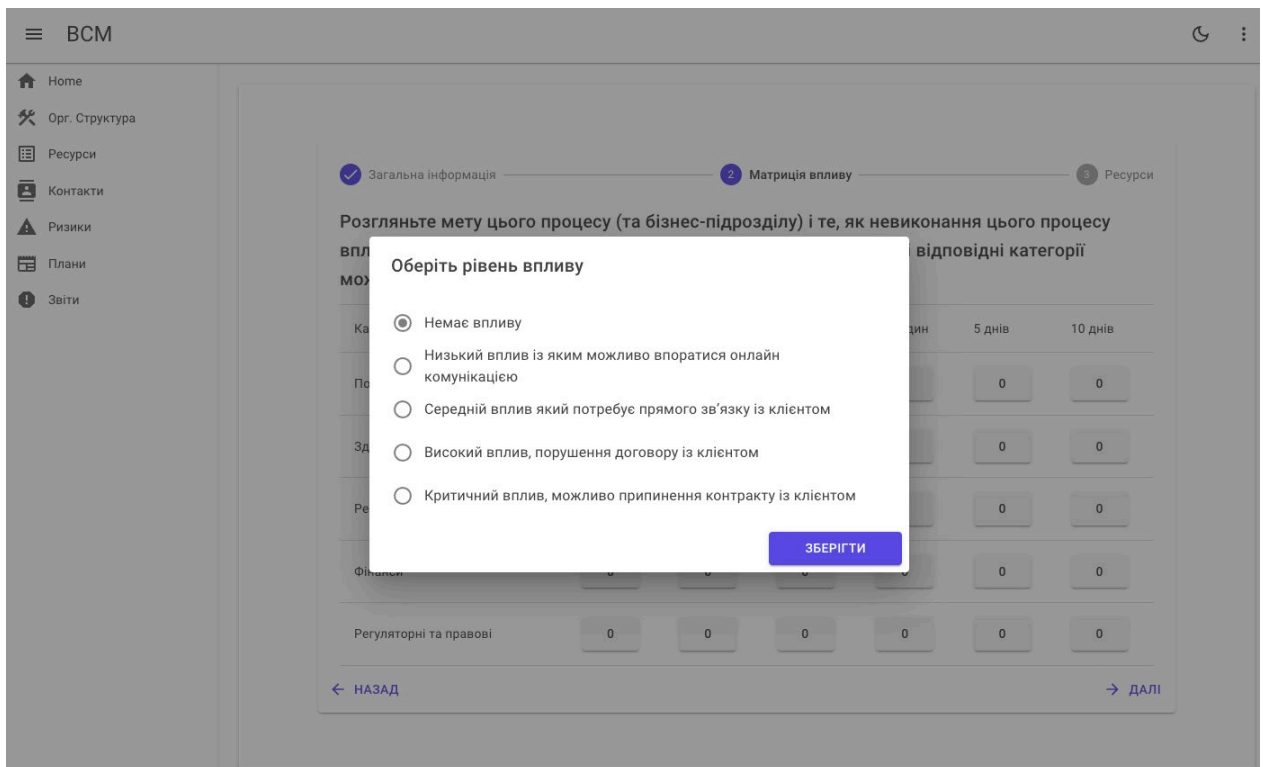 BCM
Home
Орг. Структура
Ресурси
Контакти
Ризики
Плани
Звіти
Загальна інформація
2
Матриція впливу
3
Ресурси
Розгляньте мету цього процесу (та бізнес-підрозділу) і те, як невиконання цього процесу
відповідні категорії
Оберіть рівень впливу
Немає впливу
Низький вплив із яким можливо впоратися онлайн
комунікацією
Середній вплив який потребує прямого зв’язку із клієнтом
Високий вплив, порушення договору із клієнтом
Критичний вплив, можливо припинення контракту із клієнтом
ЗБЕРІГТИ
5 днів 10 днів
0 0
0 0
0 0
Фінанси 0 0
Регуляторні та правові 0 0 0 0 0 0
НАЗАД
ДАЛІ